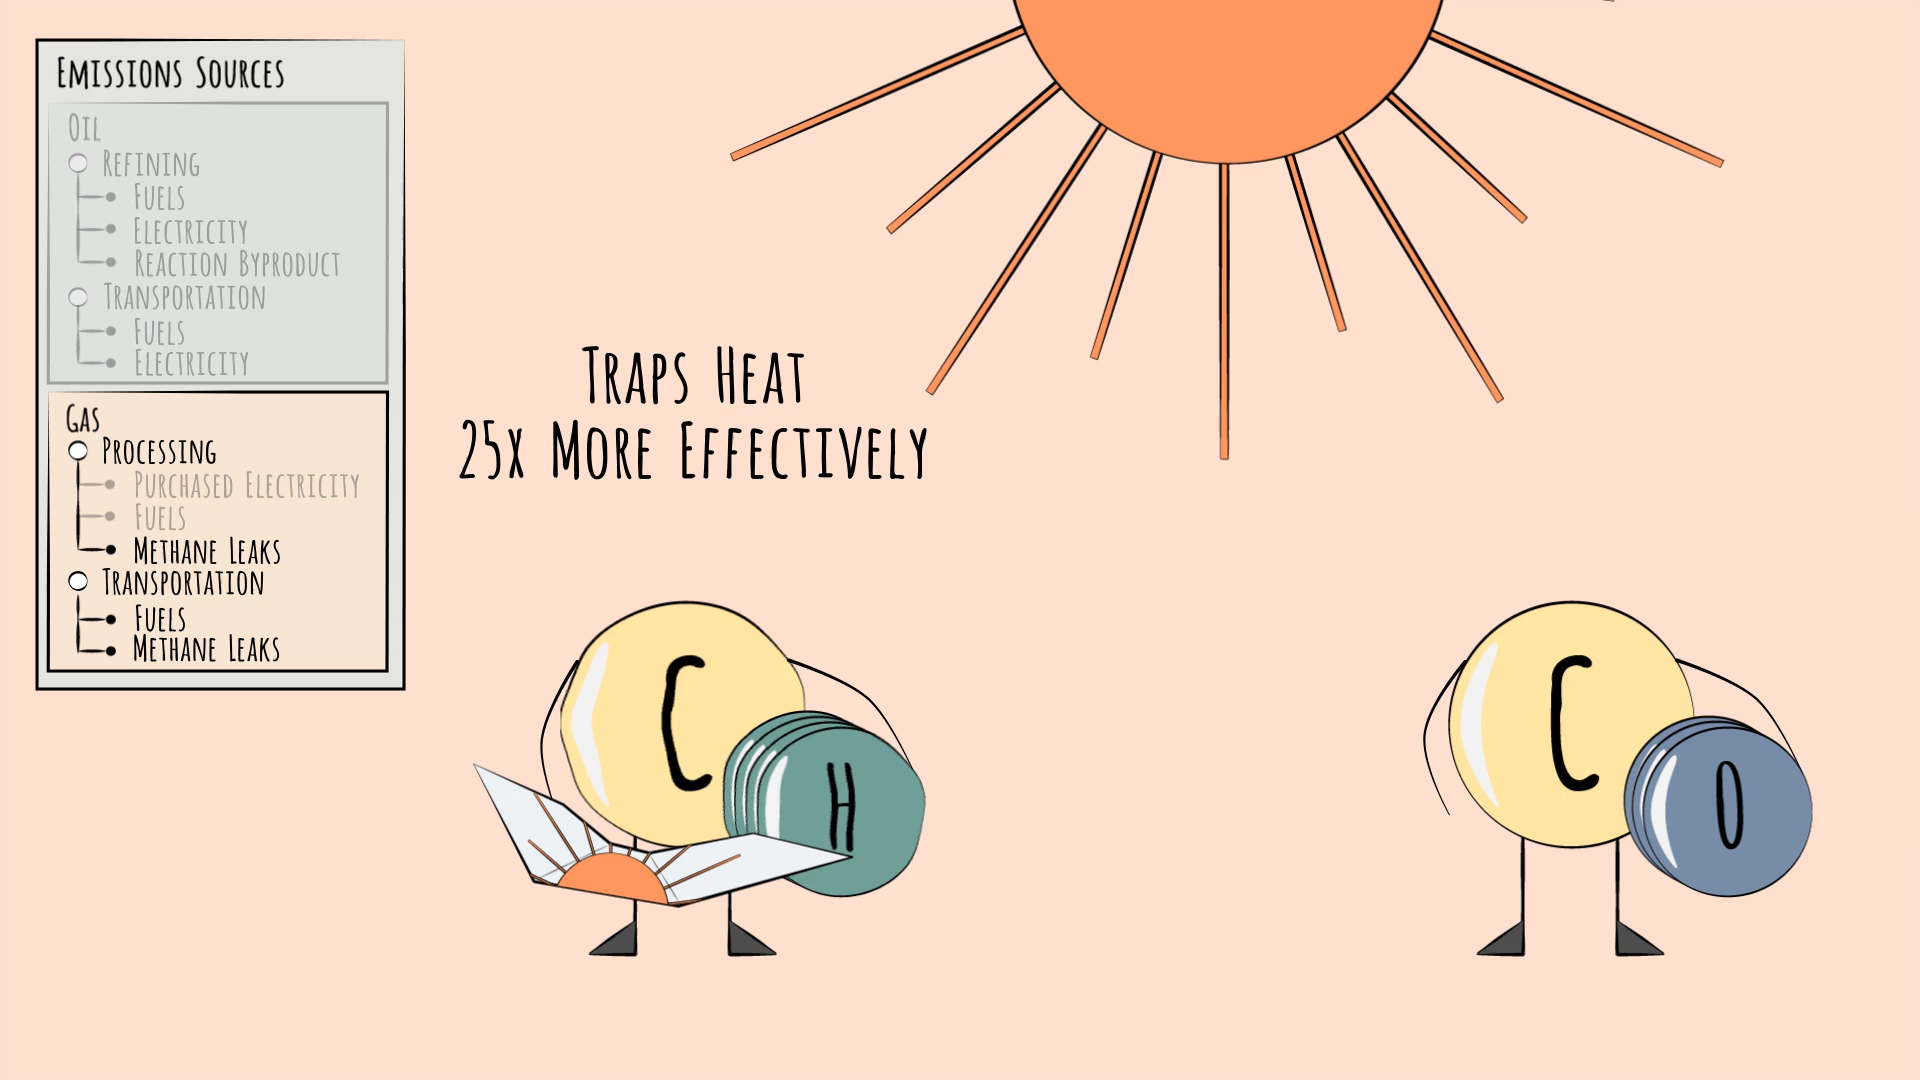 Emissions Sources
Oil
Refining
Fuels
Electricity
Reaction Byproduct
Transportation
Fuels
Electricity
Gas
Processing
Purchased Electricity
Fuels
Methane Leaks
Transportation
Fuels
Methane Leaks
Traps Heat
25x More Effectively
C
H
C
O